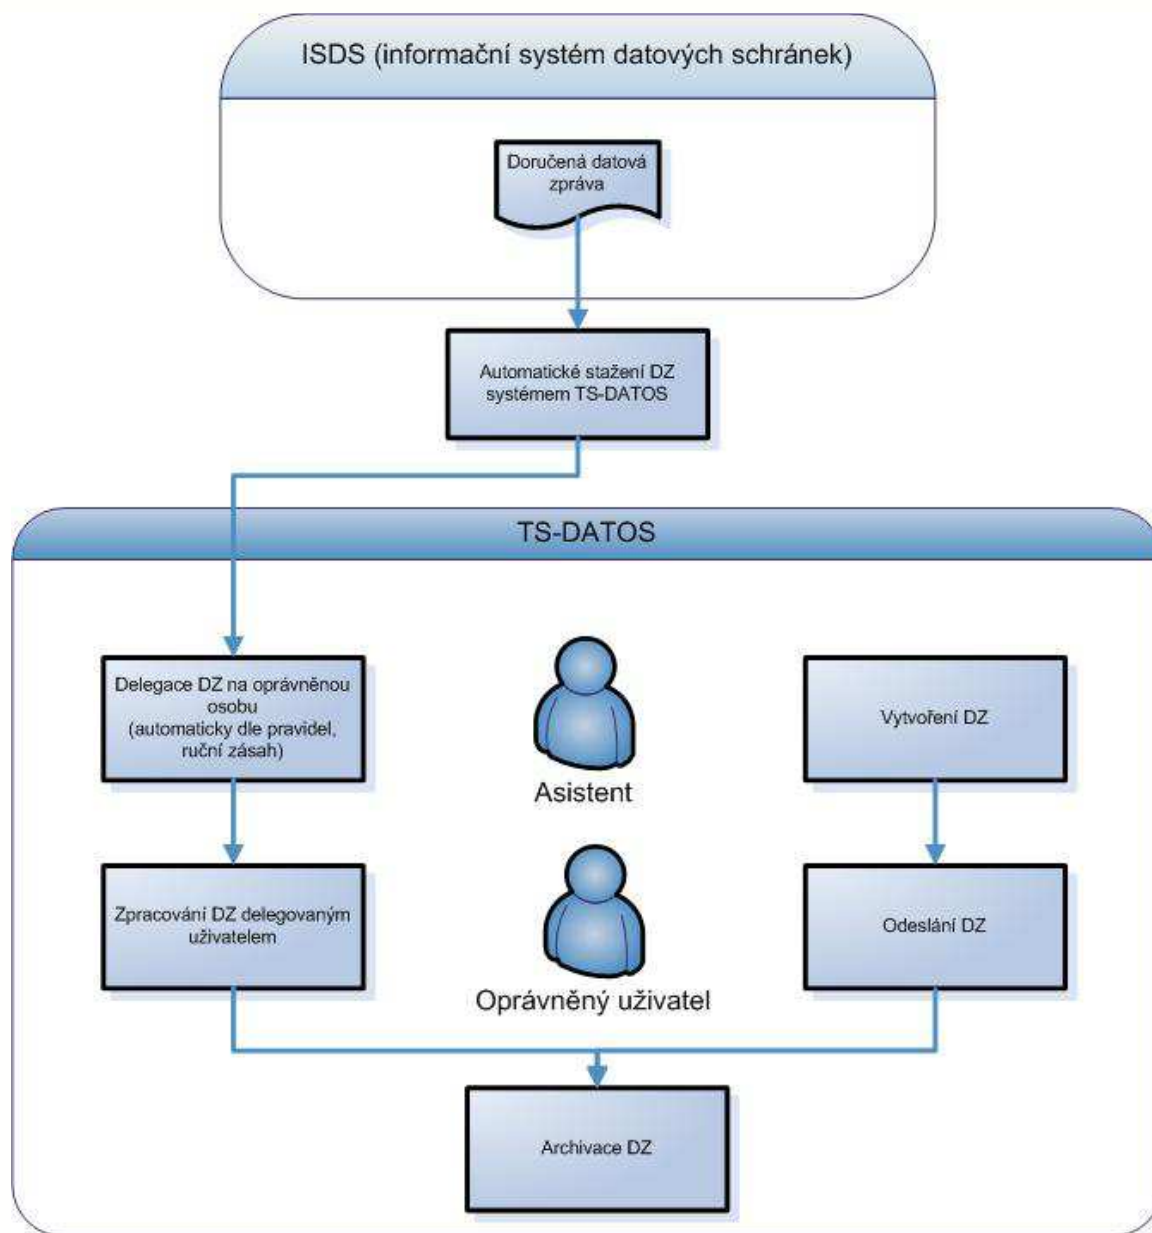 ISDS (informační systém datových schránek)
Doručená datová
zpráva
Automatické stažení DZ
systémem TS-DATOS
TS-DATOS
Delegace DZ na oprávněnou
osobu
(automaticky dle pravidel,
ruční zásah)
Asistent
Vytvoření DZ
Zpracování DZ delegovaným
uživatelem
Oprávněný uživatel
Odeslání DZ
Archivace DZ